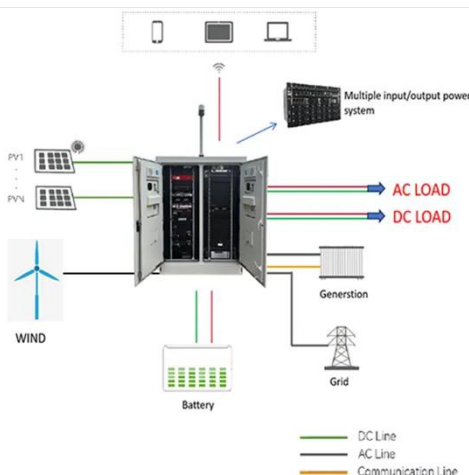 Multiple input/output power
system
PV1
PVN
AC LOAD
DC LOAD
WIND
Generstion
Grid
Battery
DC Line
AC Line
Communication Line